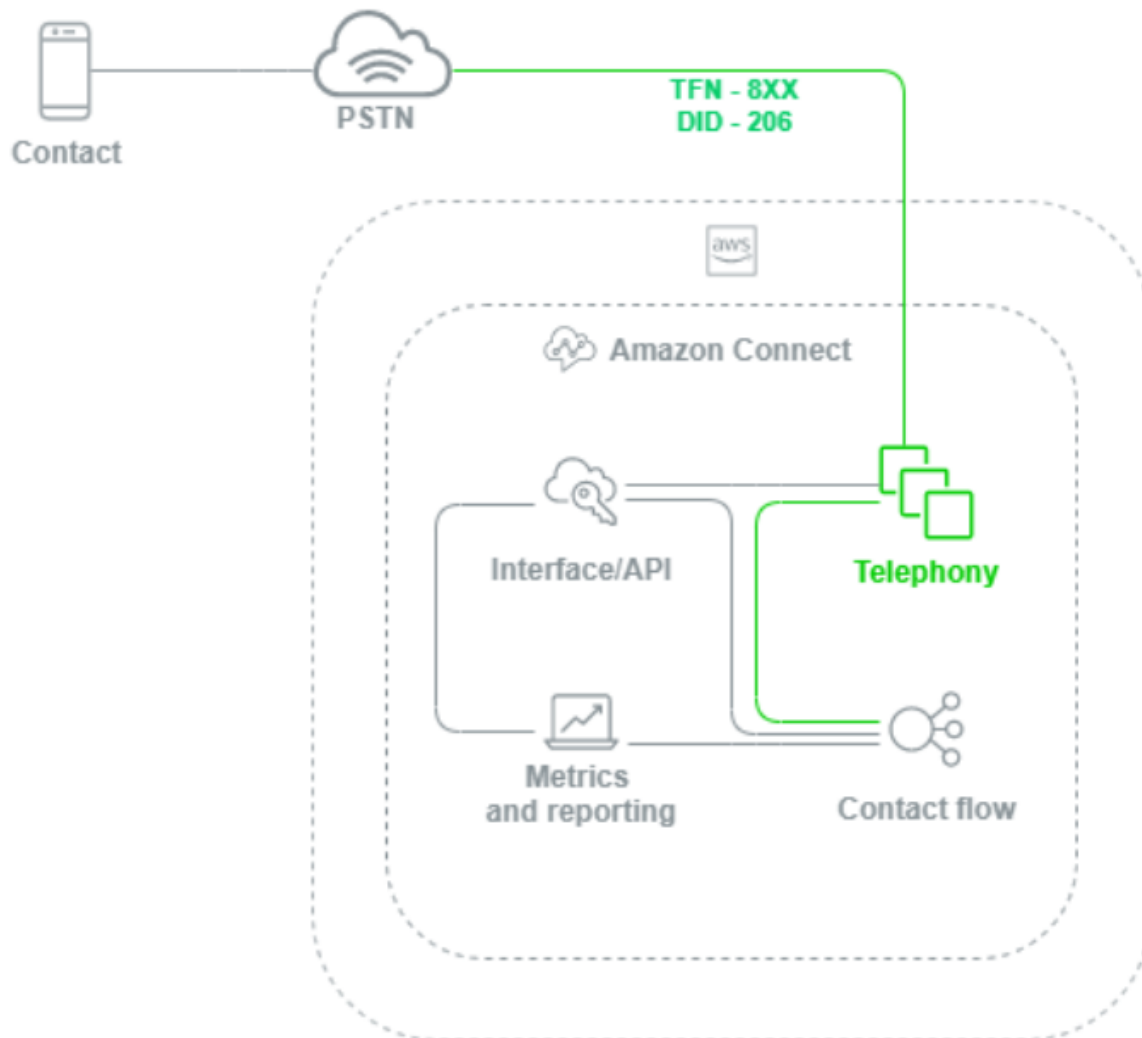 PSTN
TFN - 8XX
DID - 206
Contact
aws
Amazon Connect
Interface/API
Telephony
Metrics
and reporting
Contact flow